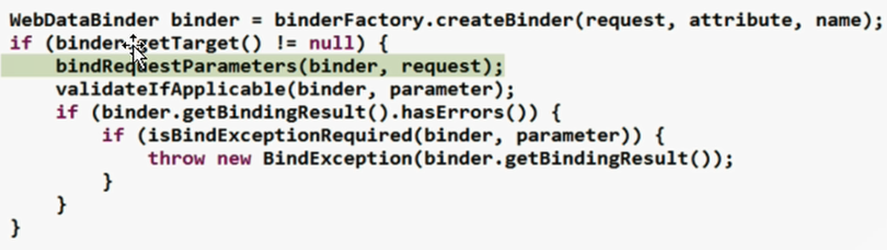 WebDataBinder binder = binderFactory.createBinder(request, attribute, name);
if (binder.getTarget() != null) {
bindRequestParameters(binder, request);
validateIfApplicable(binder, parameter);
if (binder.getBindingResult().hasErrors()) {
if (isBindExceptionRequired(binder, parameter)) {
throw new BindException(binder.getBindingResult());
}
}
}